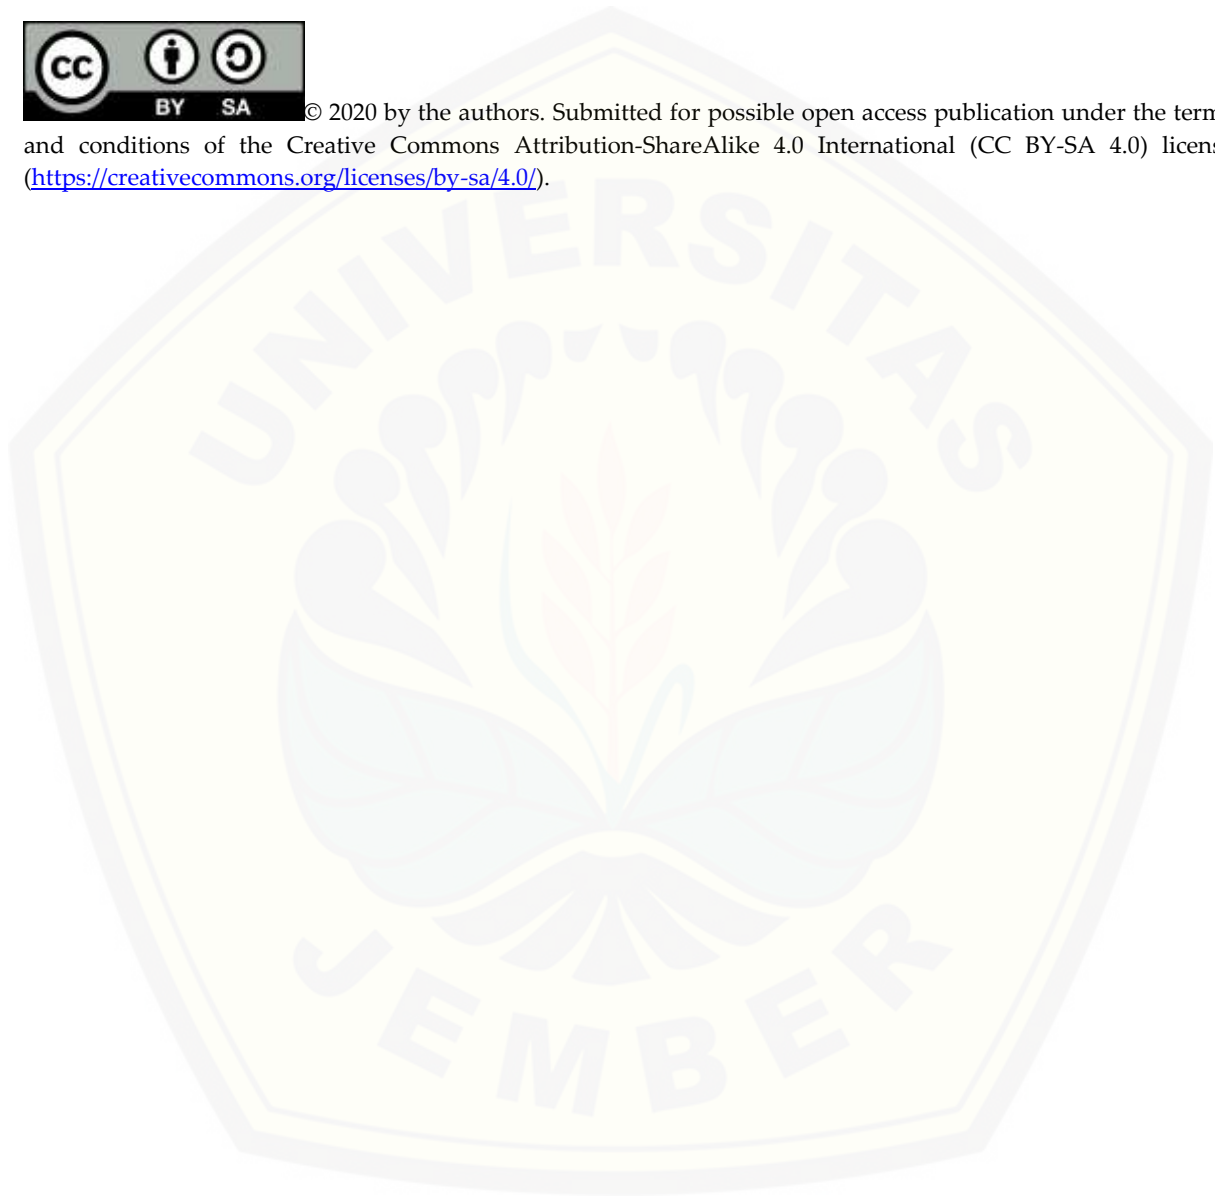 cc
BY SA
© 2020 by the authors. Submitted for possible open access publication under the term
and conditions of the Creative Commons Attribution-ShareAlike 4.0 International (CC BY-SA 4.0) licens
(https://creativecommons.org/licenses/by-sa/4.0/).
UNIVERSITAS
JEMBER